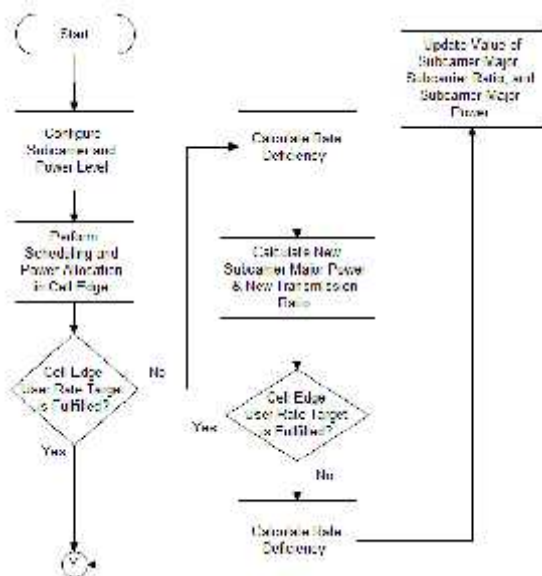 Start
Configure
Subcarrier and
Power Level
Perform
Scheduling and
Power Allocation
in Cell Edge
Cell Edge
User Rate Target
is Fulfilled?
No
Yes
Y
Calculate Rate
Deficiency
Calculate New
Subcarrier Major Power
& New Transmission
Ratio
Cell Edge
User Rate Target
is Fulfilled?
Yes
No
Calculate Rate
Deficiency
Update Value of
Subcarrier Major
Subcarrier Ratio, and
Subcarrier Major
Power